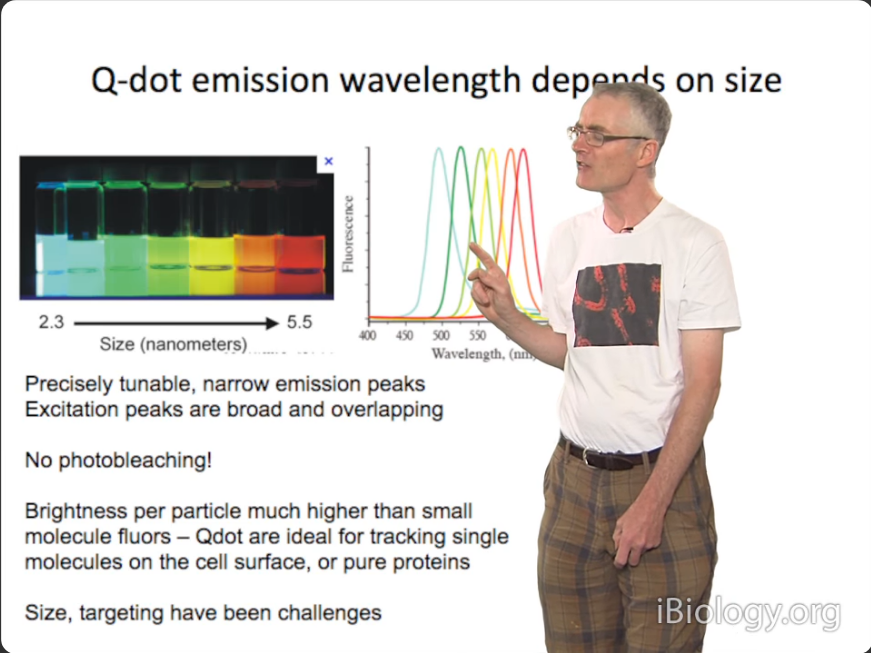 Q-dot emission wavelength depends on size
Fluorescence
2.3
5.5
Size (nanometers)
400
450
500
550
Wavelength, (nm)
Precisely tunable, narrow emission peaks
Excitation peaks are broad and overlapping
No photobleaching!
Brightness per particle much higher than small
molecule fluors – Qdot are ideal for tracking single
molecules on the cell surface, or pure proteins
Size, targeting have been challenges
iBiology.org